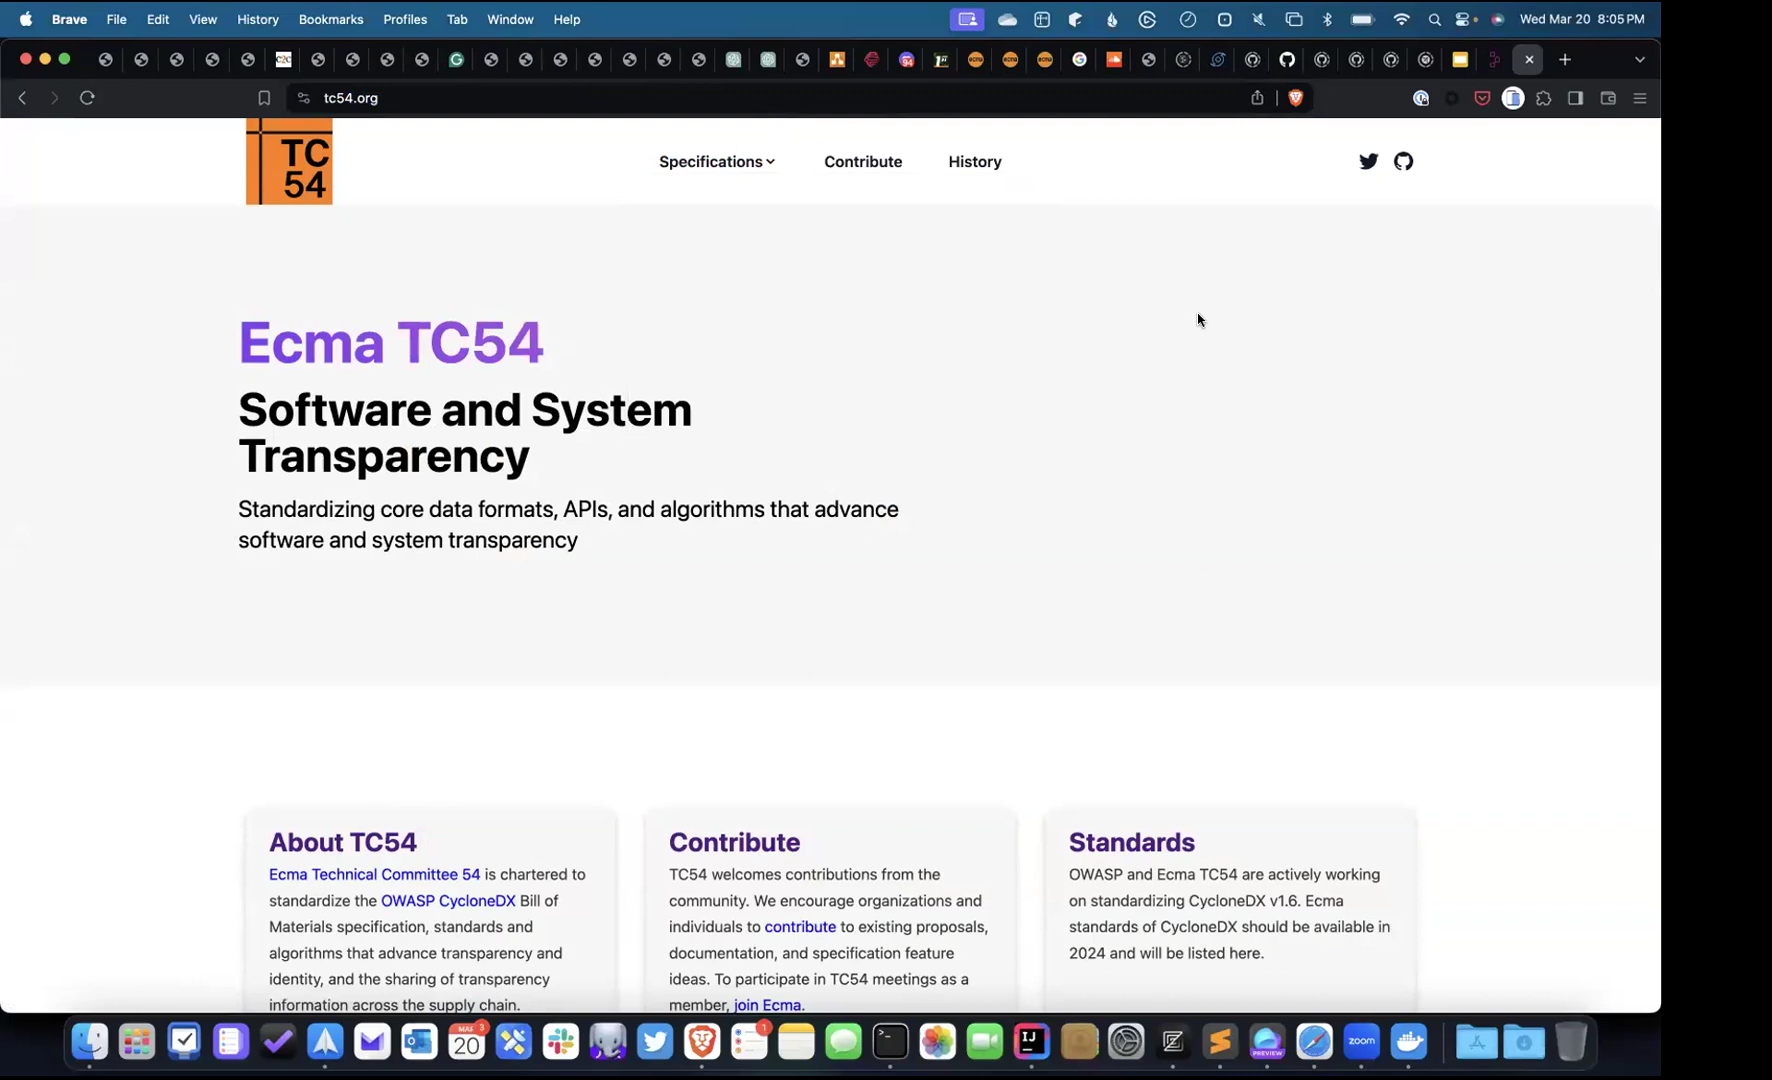 Brave File Edit View History Bookmarks Profiles Tab Window Help Wed Mar 20 8:05 PM
tc54.org
TC
54
Specifications Contribute History
Ecma TC54
Software and System
Transparency
Standardizing core data formats, APIs, and algorithms that advance
software and system transparency
About TC54
Ecma Technical Committee 54 is chartered to
standardize the OWASP CycloneDX Bill of
Materials specification, standards and
algorithms that advance transparency and
identity, and the sharing of transparency
information across the supply chain.
Contribute
TC54 welcomes contributions from the
community. We encourage organizations and
individuals to contribute to existing proposals,
documentation, and specification feature
ideas. To participate in TC54 meetings as a
member, join Ecma.
Standards
OWASP and Ecma TC54 are actively working
on standardizing CycloneDX v1.6. Ecma
standards of CycloneDX should be available in
2024 and will be listed here.
MAR 3
20
1
IJ
PREVIEW
zoom